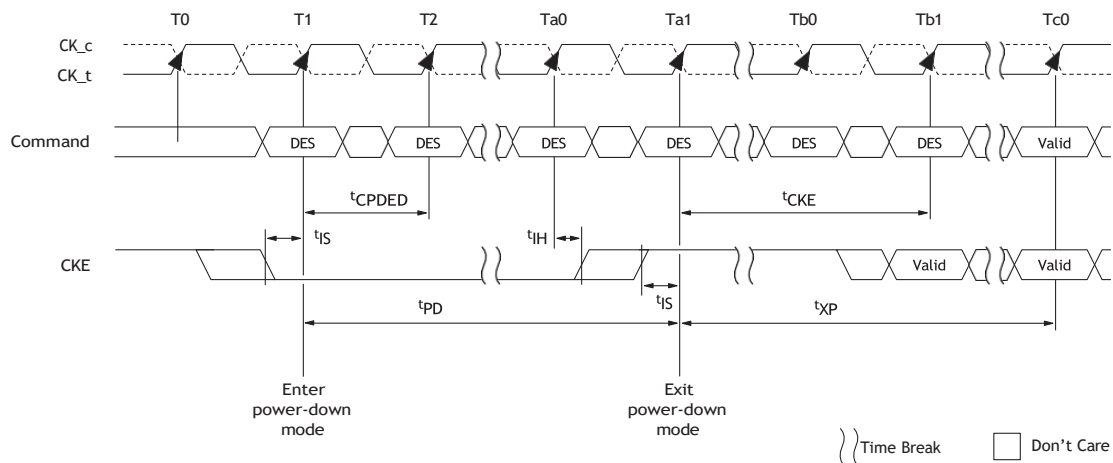 T0 T1 T2 Ta0 Ta1 Tb0 Tb1 Tc0
CK_c
CK_t
Command DES DES DES DES DES DES Valid
tCPDED tCKE
tIS tIH
CKE Valid Valid
tIS
tPD tXP
Enter
power-down
mode
Exit
power-down
mode
Time Break Don't Care